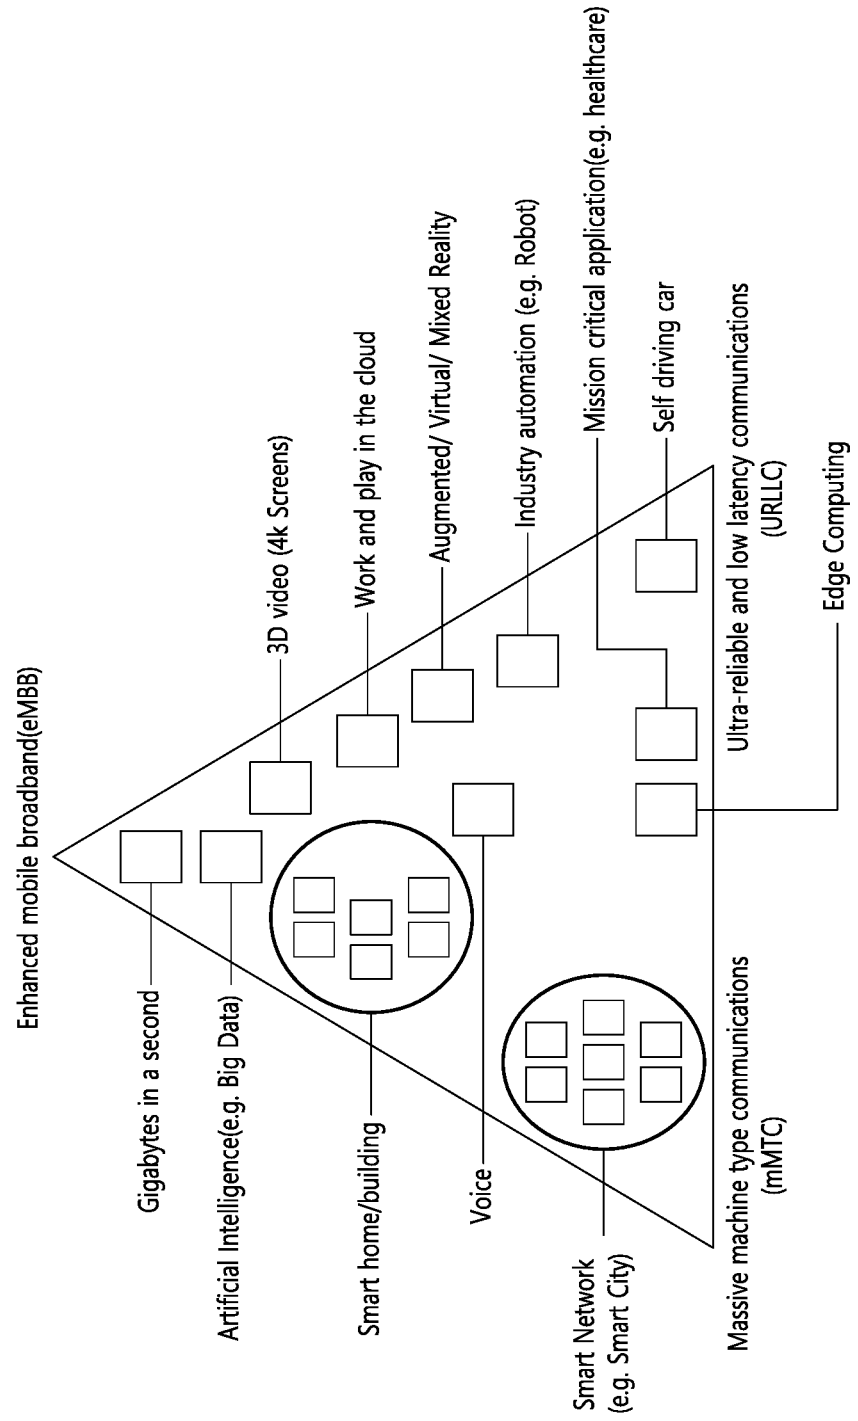 Enhanced mobile broadband(eMBB)
Gigabytes in a second
Artificial Intelligence(e.g. Big Data)
3D video (4k Screens)
Smart home/building
Work and play in the cloud
Augmented/ Virtual/ Mixed Reality
Voice
Industry automation (e.g. Robot)
Smart Network
(e.g. Smart City)
Mission critical application(e.g. healthcare)
Self driving car
Massive machine type communications
(mMTC)
Ultra-reliable and low latency communications
(URLLC)
Edge Computing